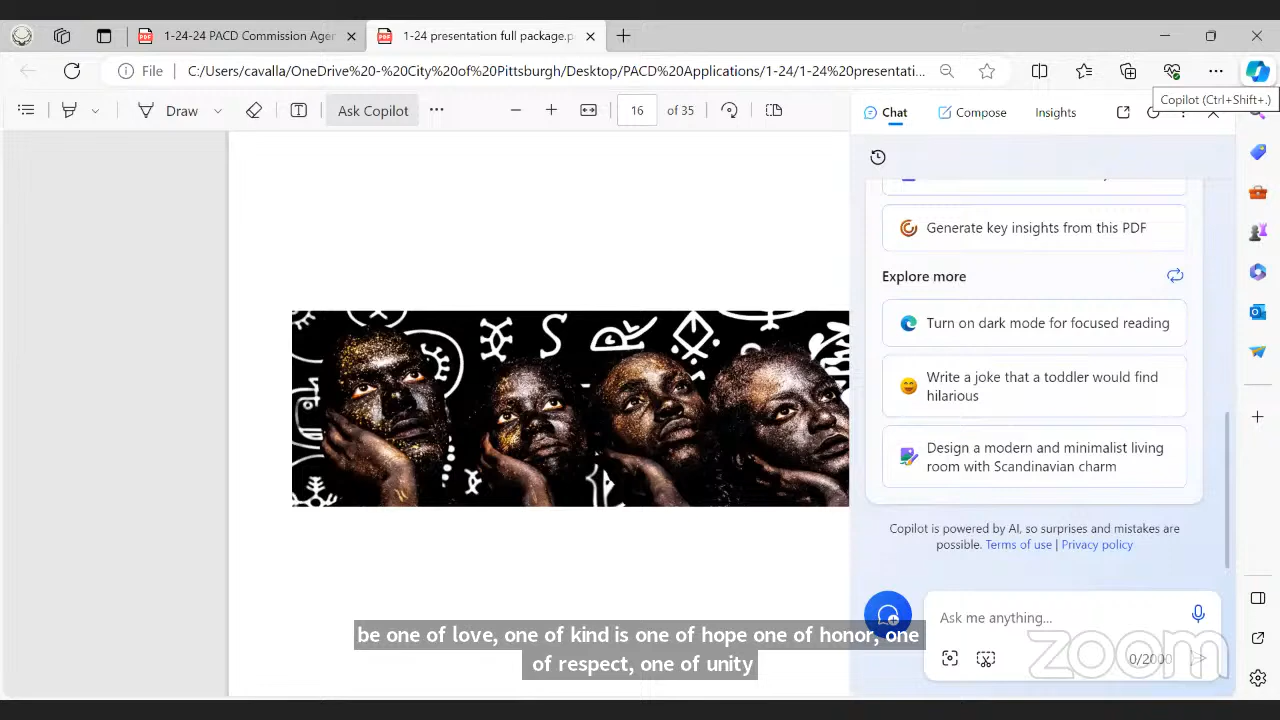 1-24-24 PACD Commission Ager
1-24 presentation full package.p
File
C:/Users/cavalla/OneDrive%20-%20City%20of%20Pittsburgh/Desktop/PACD%20Applications/1-24/1-24%20presentati...
Copilot (Ctrl+Shift+.)
Draw
Ask Copilot
16
of 35
Chat
Compose
Insights
Generate key insights from this PDF
Explore more
Turn on dark mode for focused reading
Write a joke that a toddler would find
hilarious
Design a modern and minimalist living
room with Scandinavian charm
Copilot is powered by AI, so surprises and mistakes are
possible. Terms of use | Privacy policy
Ask me anything...
be one of love, one of kind is one of hope one of honor, one
of respect, one of unity
0/2000
zoom